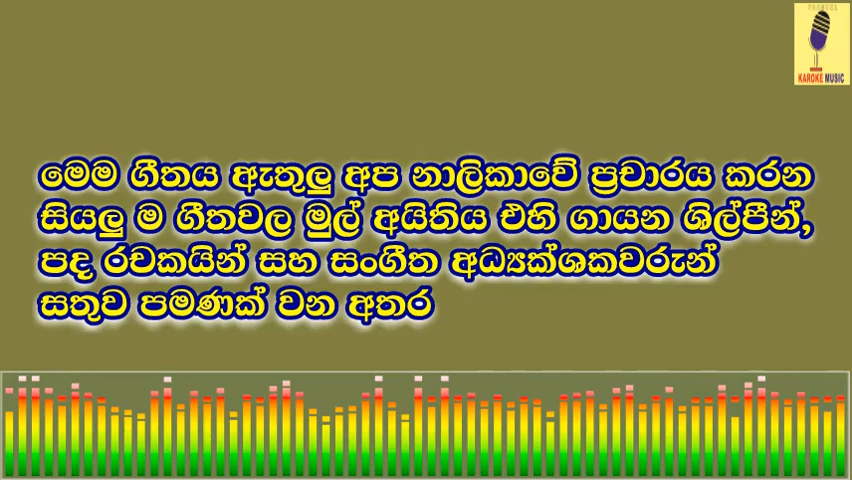 KAROKE MUSIC
මෙම ගීතය ඇතුලු අප නාලිකාවේ ප්‍රචාරය කරන
සියලු ම ගීතවල මුල් අයිතිය එහි ගායන ශිල්පීන්,
පද රචකයින් සහ සංගීත අධ්‍යක්ශකවරුන්
සතුව පමණක් වන අතර